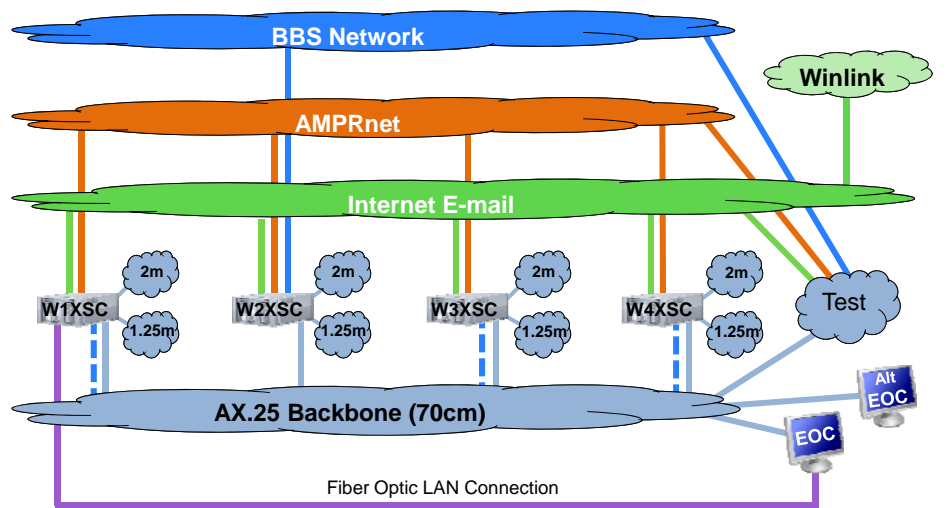 BBS Network
Winlink
AMPRnet
Internet E-mail
2m
2m
2m
2m
W1XSC
W2XSC
W3XSC
W4XSC
Test
1.25m
1.25m
1.25m
1.25m
Alt
EOC
AX.25 Backbone (70cm)
EOC
Fiber Optic LAN Connection